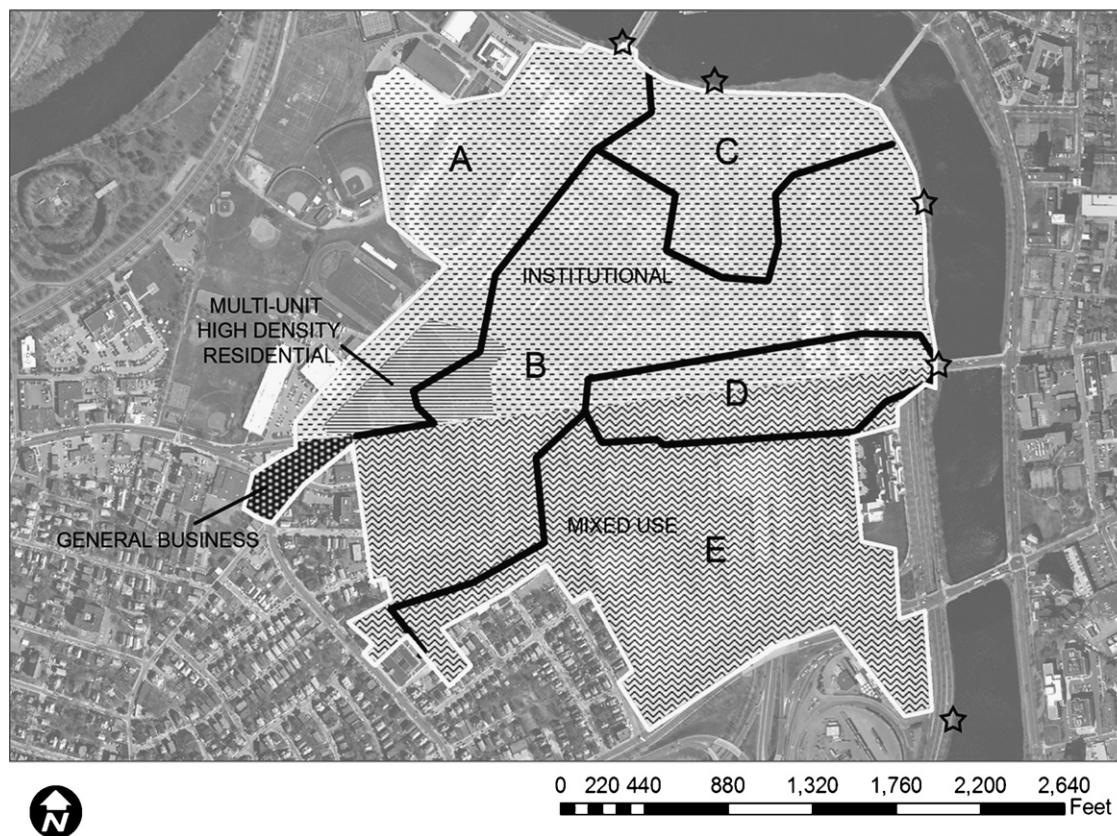 A
C
INSTITUTIONAL
MULTI-UNIT
HIGH DENSITY
RESIDENTIAL
B
D
GENERAL BUSINESS
MIXED USE
E
N
0 220 440 880 1,320 1,760 2,200 2,640
Feet